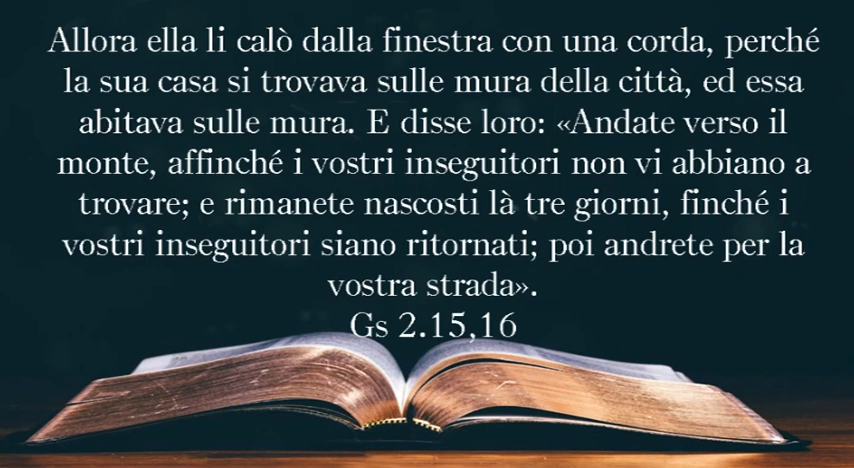 Allora ella li calò dalla finestra con una corda, perché
la sua casa si trovava sulle mura della città, ed essa
abitava sulle mura. E disse loro: «Andate verso il
monte, affinché i vostri inseguitori non vi abbiano a
trovare; e rimanete nascosti là tre giorni, finché i
vostri inseguitori siano ritornati; poi andrete per la
vostra strada».
Gs 2.15,16